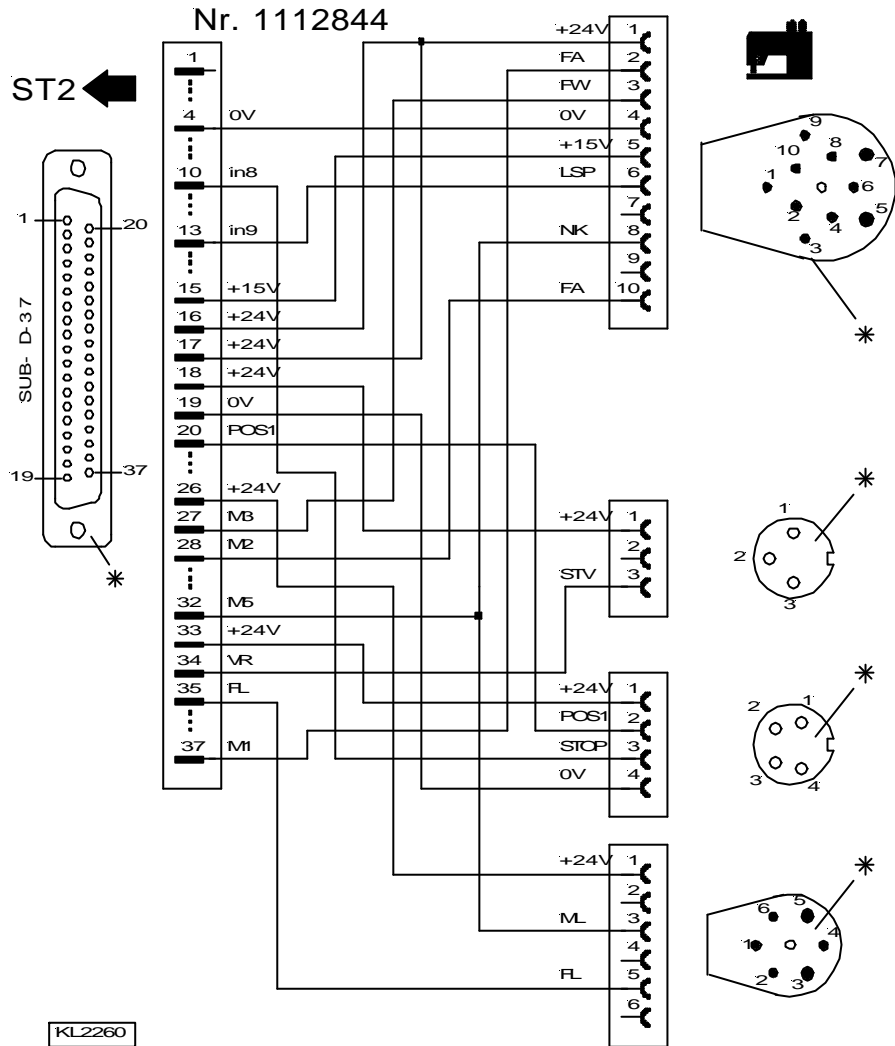 Nr. 1112844
ST2
SUB- D-37
1
20
19
37
1
4 0V
10 in8
13 in9
15 +15V
16 +24V
17 +24V
18 +24V
19 0V
20 POS1
26 +24V
27 M3
28 M2
32 M5
33 +24V
34 VR
35 FL
37 M1
+24V 1
FA 2
FW 3
0V 4
+15V 5
LSP 6
7
NK 8
9
FA 10
9
8
7
10
1
6
2
4
5
3
+24V 1
2
STV 3
1
2
3
+24V 1
POS1 2
STOP 3
0V 4
2
1
3
4
+24V 1
2
ML 3
4
FL 5
6
6
5
1
4
2
3
KL2260